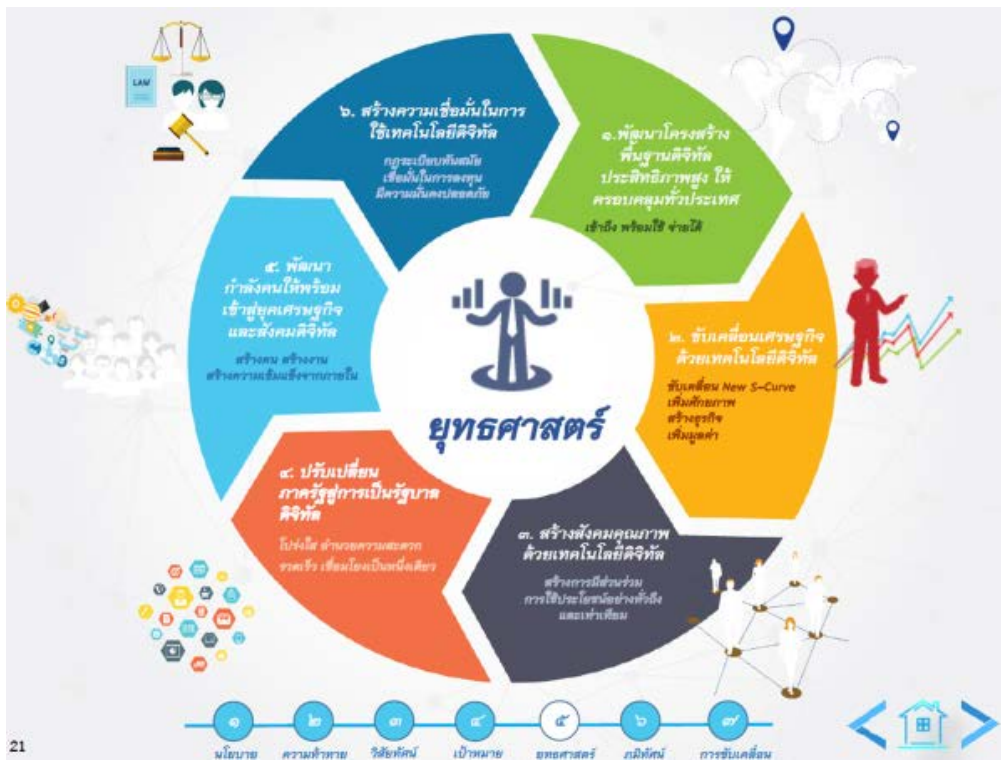 LAW
๑.พัฒนาโครงสร้าง
พื้นฐานดิจิทัล
ประสิทธิภาพสูง ให้
ครอบคลุมทั่วประเทศ
เข้าถึง พร้อมใช้ จ่ายได้
๒. ขับเคลื่อนเศรษฐกิจ
ด้วยเทคโนโลยีดิจิทัล
ขับเคลื่อน New S-Curve
เพิ่มศักยภาพ
สร้างธุรกิจ
เพิ่มมูลค่า
๓. สร้างสังคมคุณภาพ
ด้วยเทคโนโลยีดิจิทัล
สร้างการมีส่วนร่วม
การใช้ประโยชน์อย่างทั่วถึง
และเท่าเทียม
๔. ปรับเปลี่ยน
ภาครัฐสู่การเป็นรัฐบาล
ดิจิทัล
โปร่งใส อำนวยความสะดวก
รวดเร็ว เชื่อมโยงเป็นหนึ่งเดียว
๕. พัฒนา
กำลังคนให้พร้อม
เข้าสู่ยุคเศรษฐกิจ
และสังคมดิจิทัล
สร้างคน สร้างงาน
สร้างความเข้มแข็งจากภายใน
๖. สร้างความเชื่อมั่นในการ
ใช้เทคโนโลยีดิจิทัล
กฎระเบียบทันสมัย
เชื่อมั่นในการลงทุน
มีความมั่นคงปลอดภัย
ยุทธศาสตร์
๑ ๒ ๓ ๔ ๕ ๖ ๗
นโยบาย ความท้าทาย วิสัยทัศน์ เป้าหมาย ยุทธศาสตร์ ภูมิทัศน์ การขับเคลื่อน
21